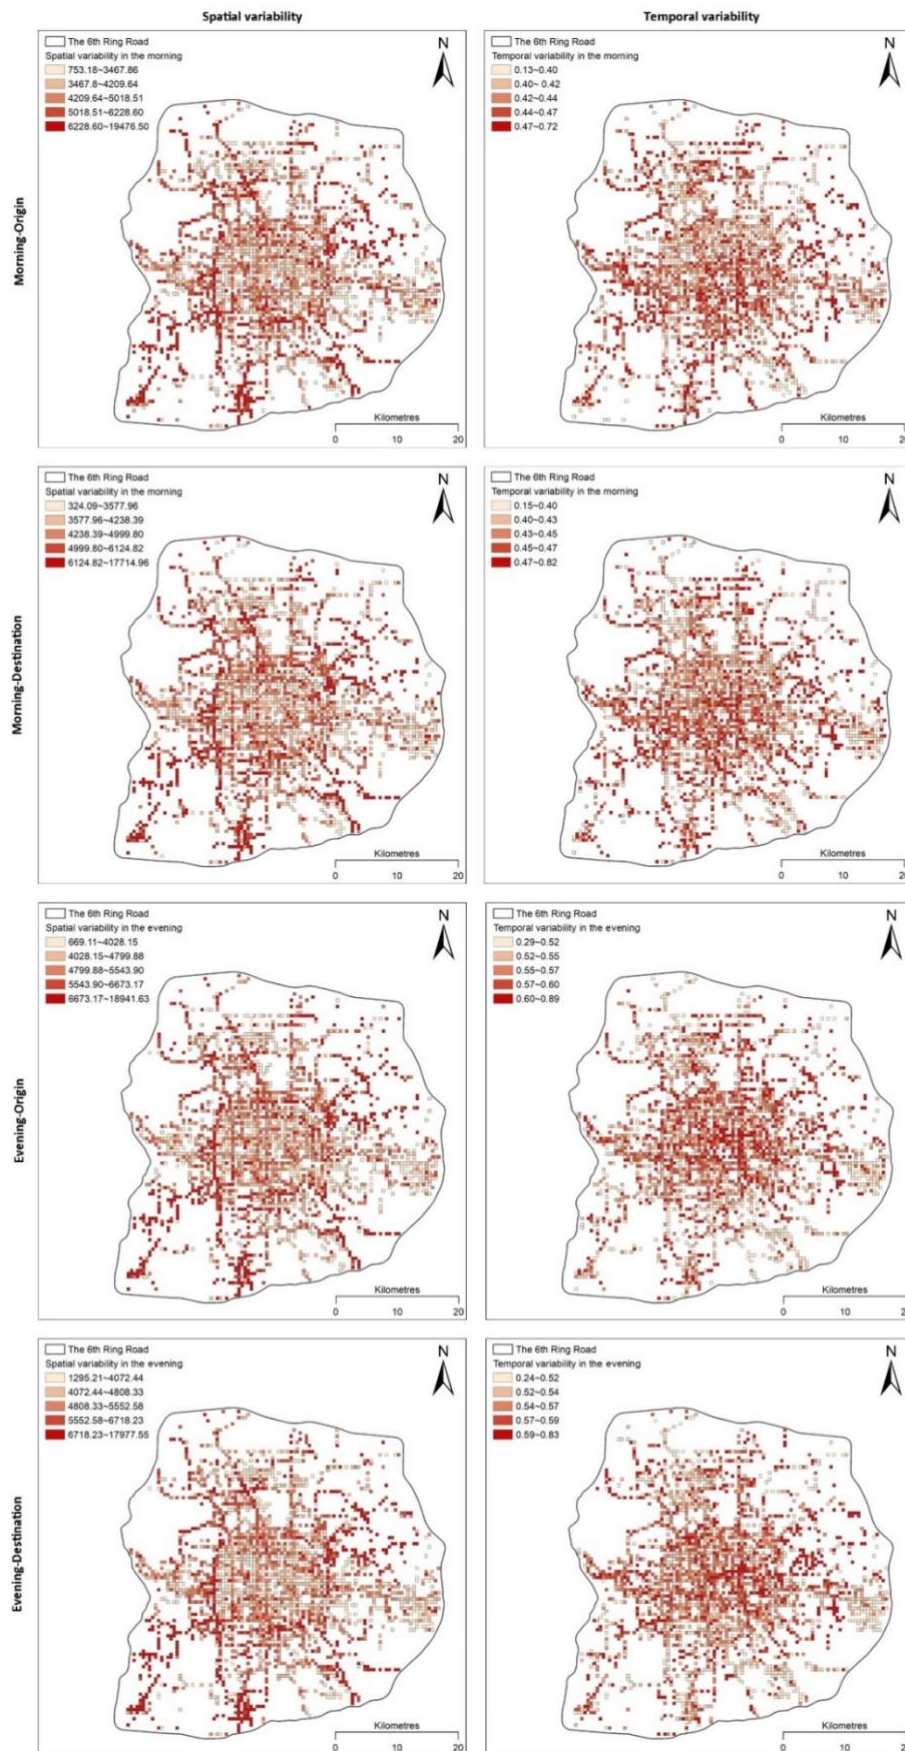 Spatial variability
Temporal variability
Morning-Origin
The 6th Ring Road
Spatial variability in the morning
753.18~3467.86
3467.8~4209.64
4209.64~5018.51
5018.51~6228.60
6228.60~19476.50
N
Kilometres
0 10 20
The 6th Ring Road
Temporal variability in the morning
0.13~0.40
0.40~ 0.42
0.42~0.44
0.44~0.47
0.47~0.72
N
Kilometres
0 10 20
Morning-Destination
The 6th Ring Road
Spatial variability in the morning
324.09~3577.96
3577.96~4238.39
4238.39~4999.80
4999.80~6124.82
6124.82~17714.96
N
Kilometres
0 10 20
The 6th Ring Road
Temporal variability in the morning
0.15~0.40
0.40~0.43
0.43~0.45
0.45~0.47
0.47~0.82
N
Kilometres
0 10 20
Evening-Origin
The 6th Ring Road
Spatial variability in the evening
669.11~4028.15
4028.15~4799.88
4799.88~5543.90
5543.90~6673.17
6673.17~18941.63
N
Kilometres
0 10 20
The 6th Ring Road
Temporal variability in the evening
0.29~0.52
0.52~0.55
0.55~0.57
0.57~0.60
0.60~0.89
N
Kilometres
0 10 20
Evening-Destination
The 6th Ring Road
Spatial variability in the evening
1295.21~4072.44
4072.44~4808.33
4808.33~5552.58
5552.58~6718.23
6718.23~17977.55
N
Kilometres
0 10 20
The 6th Ring Road
Temporal variability in the evening
0.24~0.52
0.52~0.54
0.54~0.57
0.57~0.59
0.59~0.83
N
Kilometres
0 10 20